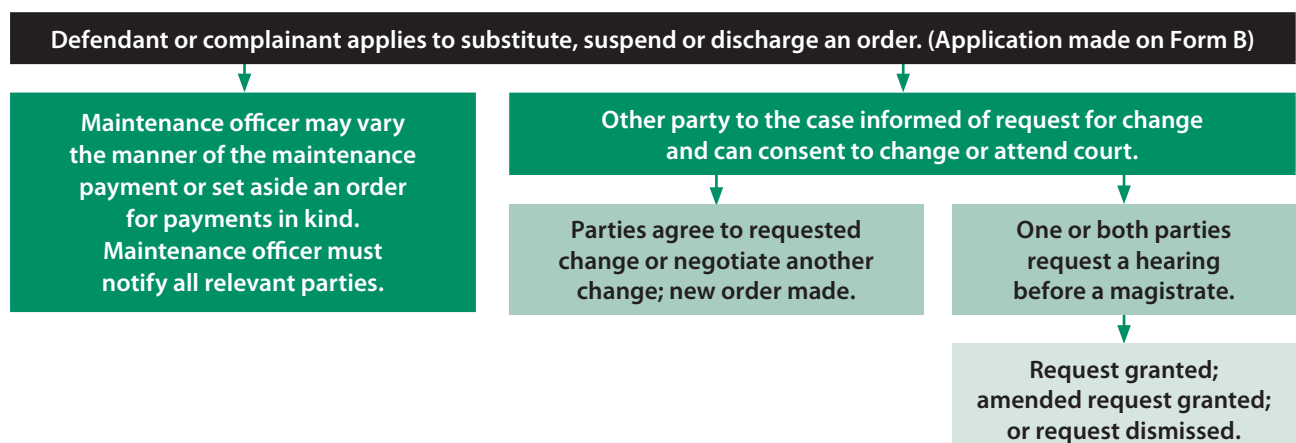 Defendant or complainant applies to substitute, suspend or discharge an order. (Application made on Form B)
Maintenance officer may vary
the manner of the maintenance
payment or set aside an order
for payments in kind.
Maintenance officer must
notify all relevant parties.
Other party to the case informed of request for change
and can consent to change or attend court.
Parties agree to requested
change or negotiate another
change; new order made.
One or both parties
request a hearing
before a magistrate.
Request granted;
amended request granted;
or request dismissed.